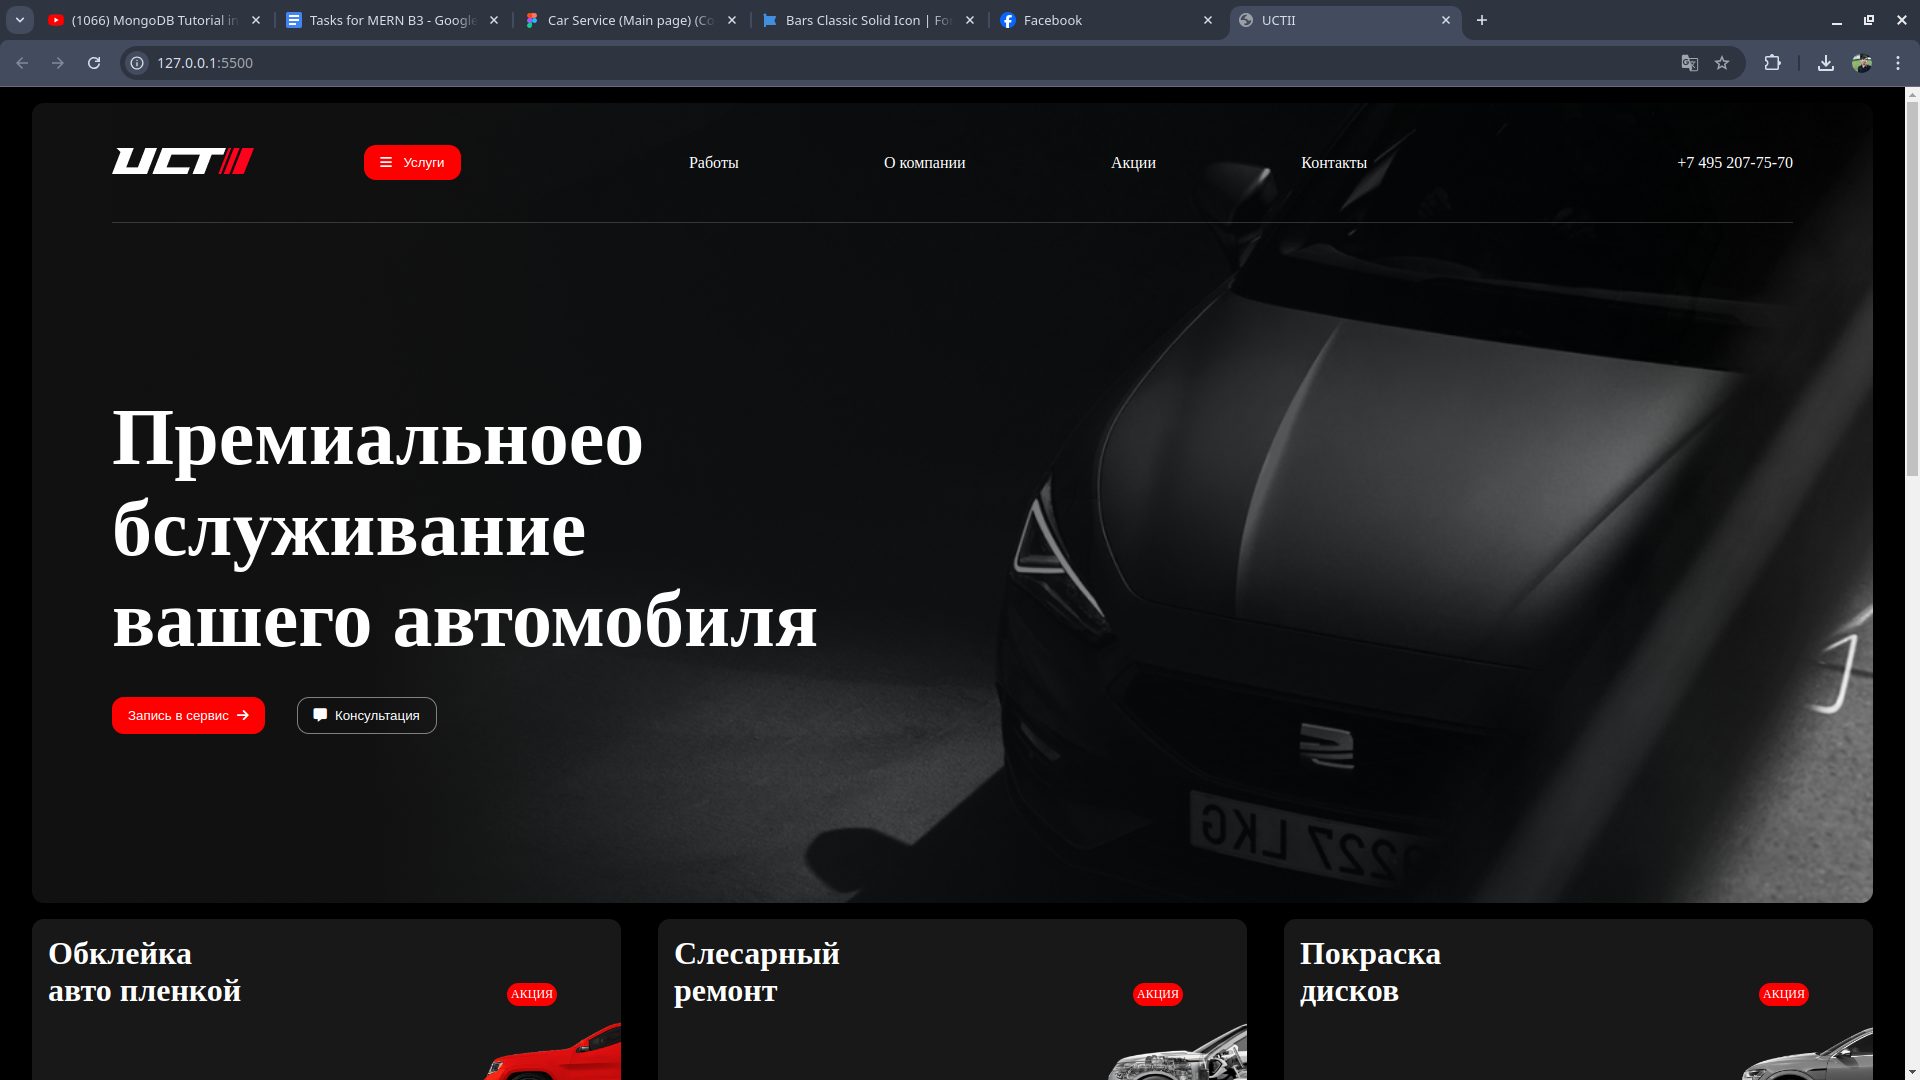 (1066) MongoDB Tutorial in
Tasks for MERN B3 - Google
Car Service (Main page) (Co
Bars Classic Solid Icon | Fo
Facebook
UCTII
127.0.0.1:5500
UCT
Услуги
Работы
О компании
Акции
Контакты
+7 495 207-75-70
Премиальноео
бслуживание
вашего автомобиля
Запись в сервис
Консультация
Обклейка
авто пленкой
АКЦИЯ
Слесарный
ремонт
АКЦИЯ
Покраска
дисков
АКЦИЯ